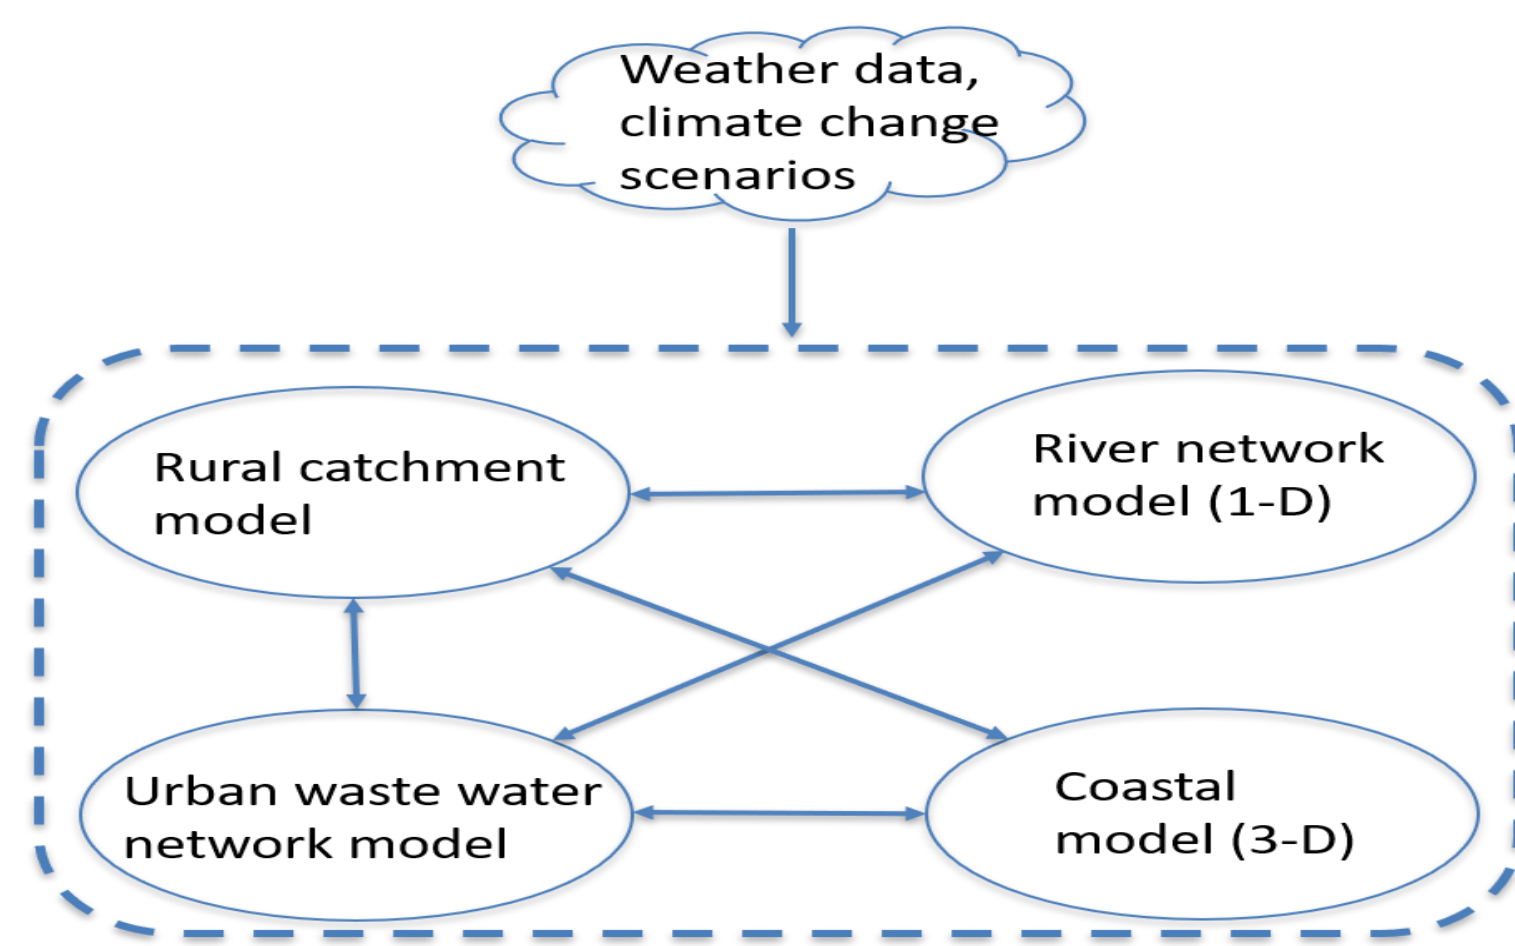 Weather data,
climate change
scenarios
Rural catchment
model
River network
model (1-D)
Urban waste water
network model
Coastal
model (3-D)